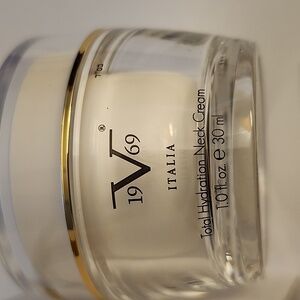 19V69®
ITALIA
Total Hydration Neck Cream
1.0 fl oz. ℮ 30 ml